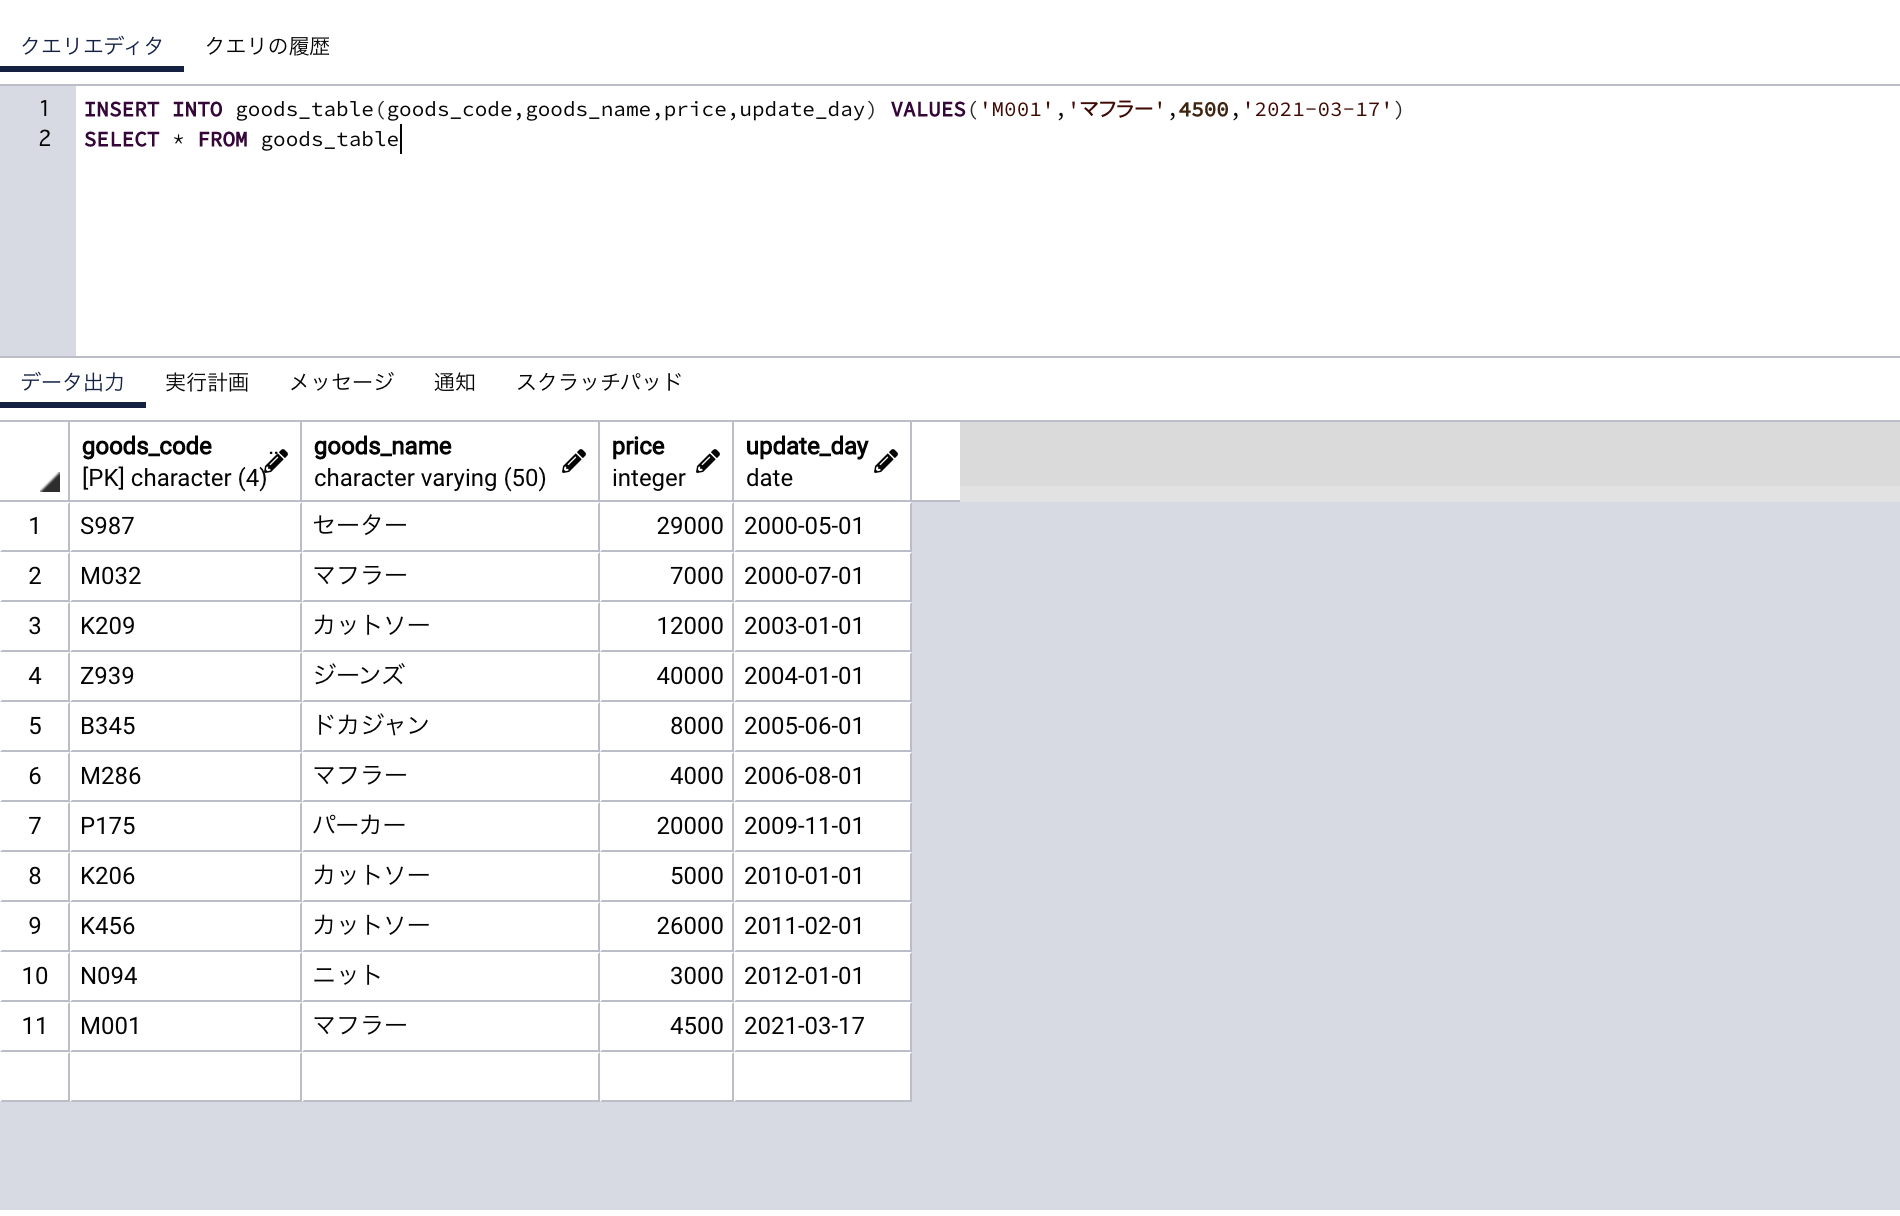 クエリエディタ クエリの履歴
1 INSERT INTO goods_table(goods_code,goods_name,price,update_day) VALUES('M001','マフラー',4500,'2021-03-17')
2 SELECT * FROM goods_table
データ出力 実行計画 メッセージ 通知 スクラッチパッド
goods_code goods_name price update_day
[PK] character (4) character varying (50) integer date
1 S987 セーター 29000 2000-05-01
2 M032 マフラー 7000 2000-07-01
3 K209 カットソー 12000 2003-01-01
4 Z939 ジーンズ 40000 2004-01-01
5 B345 ドカジャン 8000 2005-06-01
6 M286 マフラー 4000 2006-08-01
7 P175 パーカー 20000 2009-11-01
8 K206 カットソー 5000 2010-01-01
9 K456 カットソー 26000 2011-02-01
10 N094 ニット 3000 2012-01-01
11 M001 マフラー 4500 2021-03-17